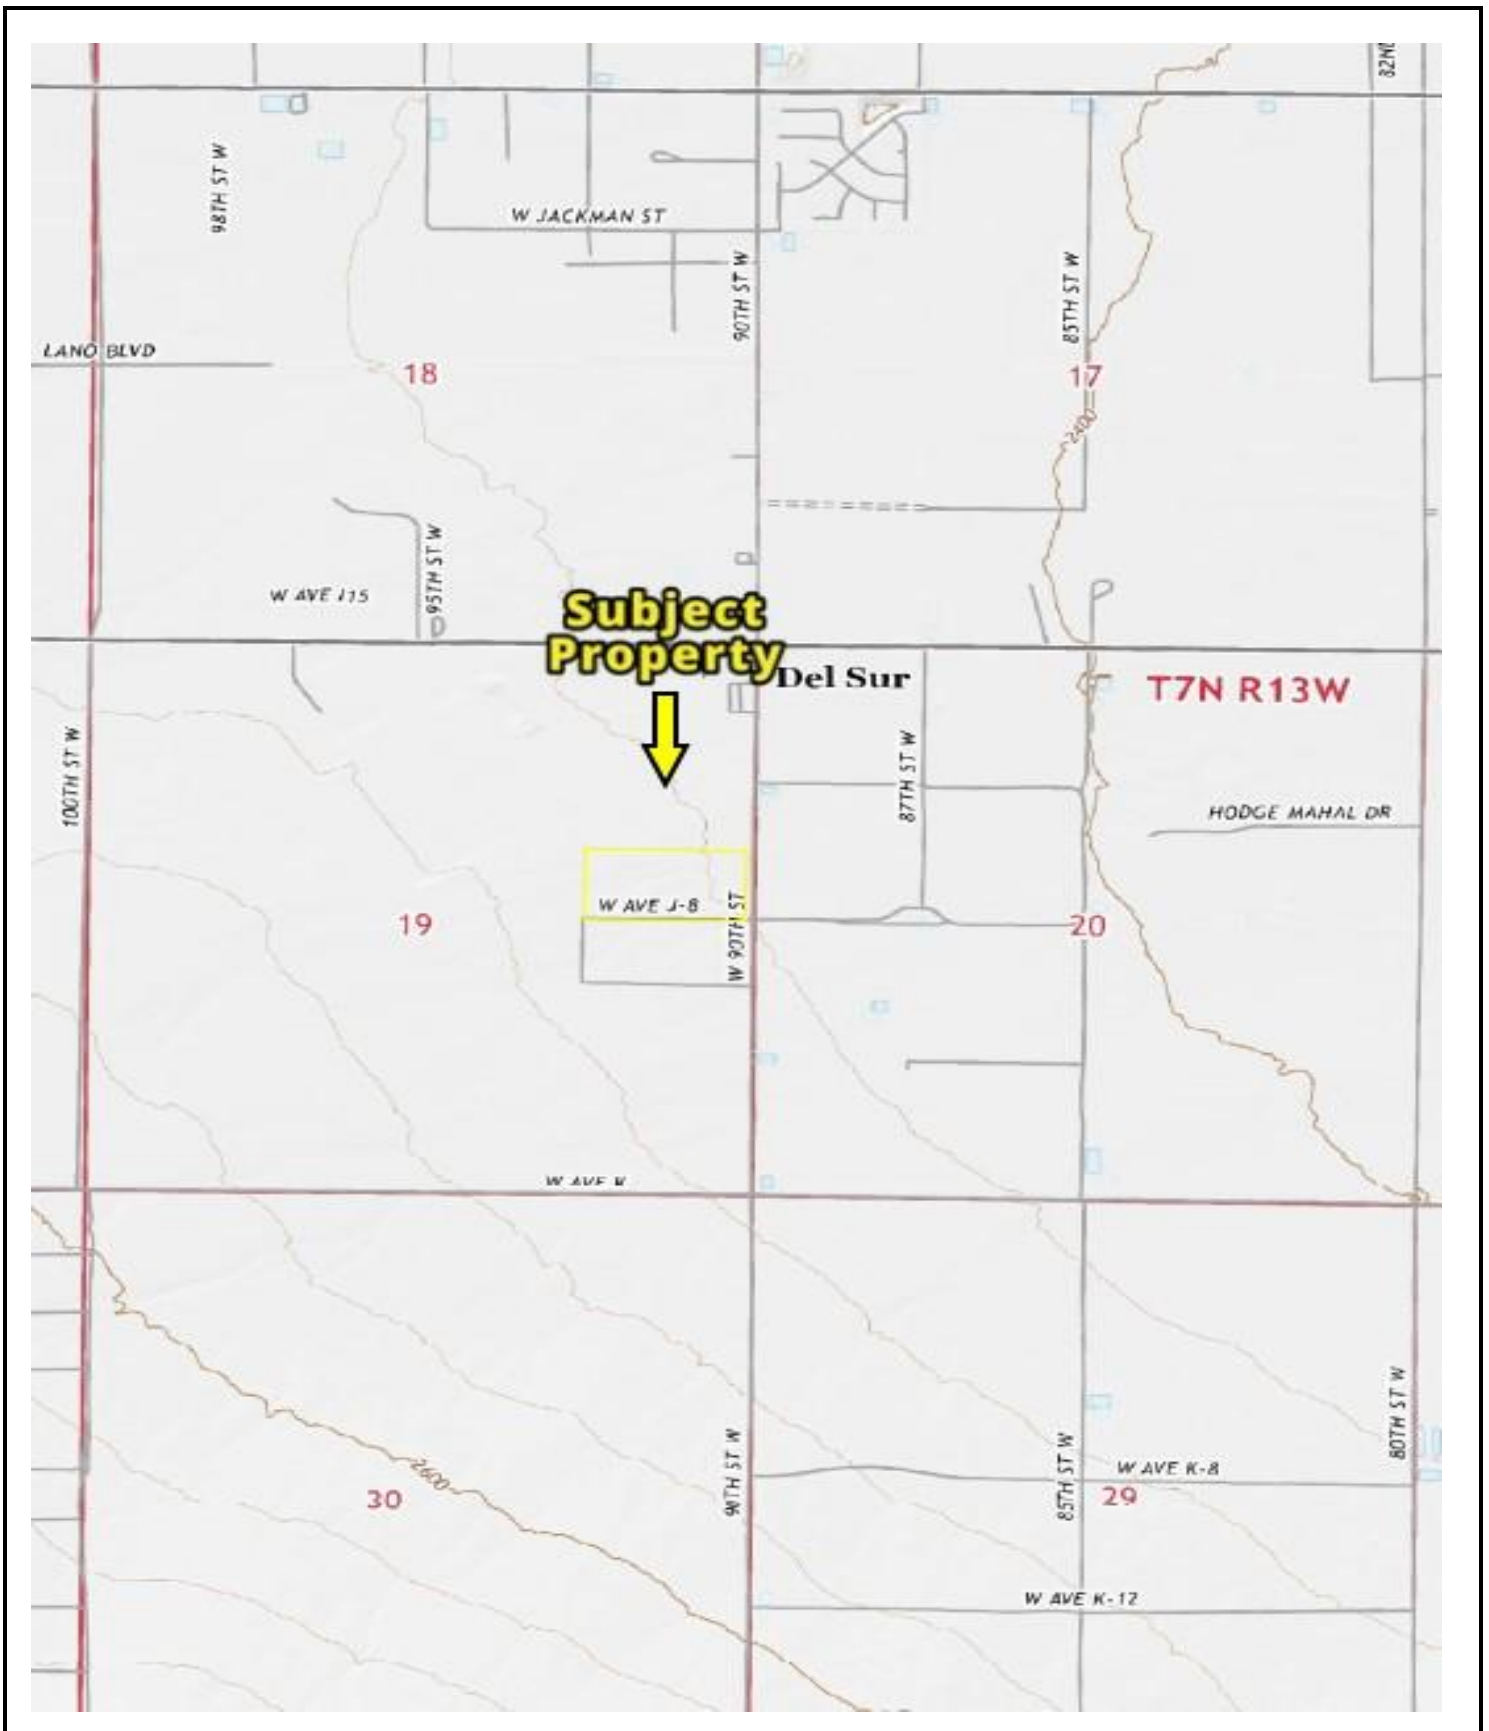 82ND
98TH ST W
W JACKMAN ST
90TH ST W
85TH ST W
LANO BLVD
18
17
2400
95TH ST W
W AVE J15
Subject
Property
Del Sur
T7N R13W
100TH ST W
87TH ST W
HODGE MAHAL DR
W AVE J-8
W 90TH ST
19
20
W AVE K
80TH ST W
90TH ST W
85TH ST W
W AVE K-8
2600
30
29
W AVE K-12